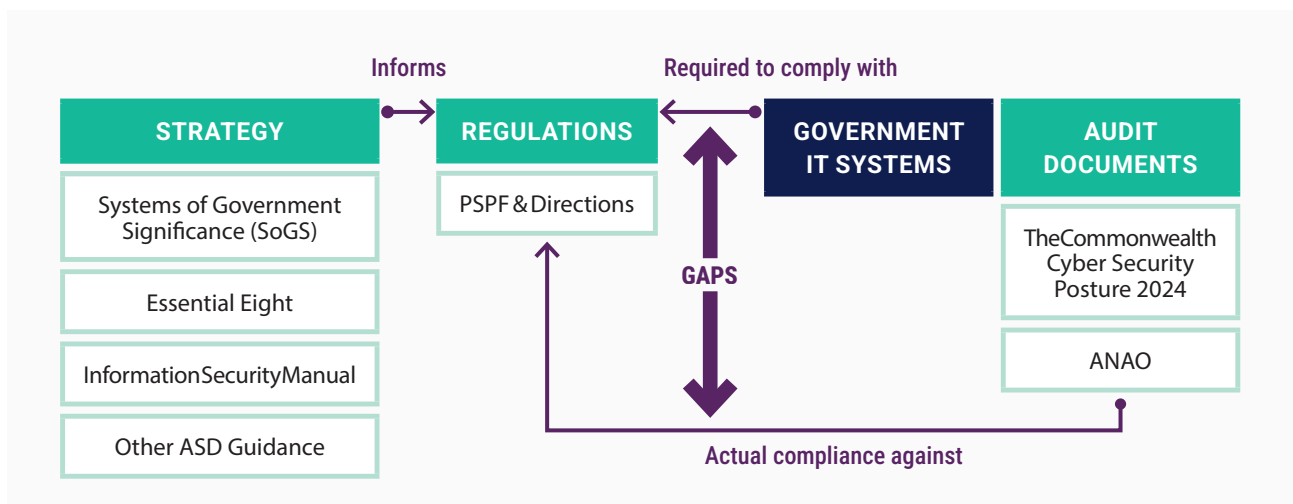 Informs
Required to comply with
STRATEGY
REGULATIONS
GOVERNMENT
IT SYSTEMS
AUDIT
DOCUMENTS
Systems of Government
Significance (SoGS)
Essential Eight
InformationSecurityManual
Other ASD Guidance
PSPF & Directions
GAPS
TheCommonwealth
Cyber Security
Posture 2024
ANAO
Actual compliance against